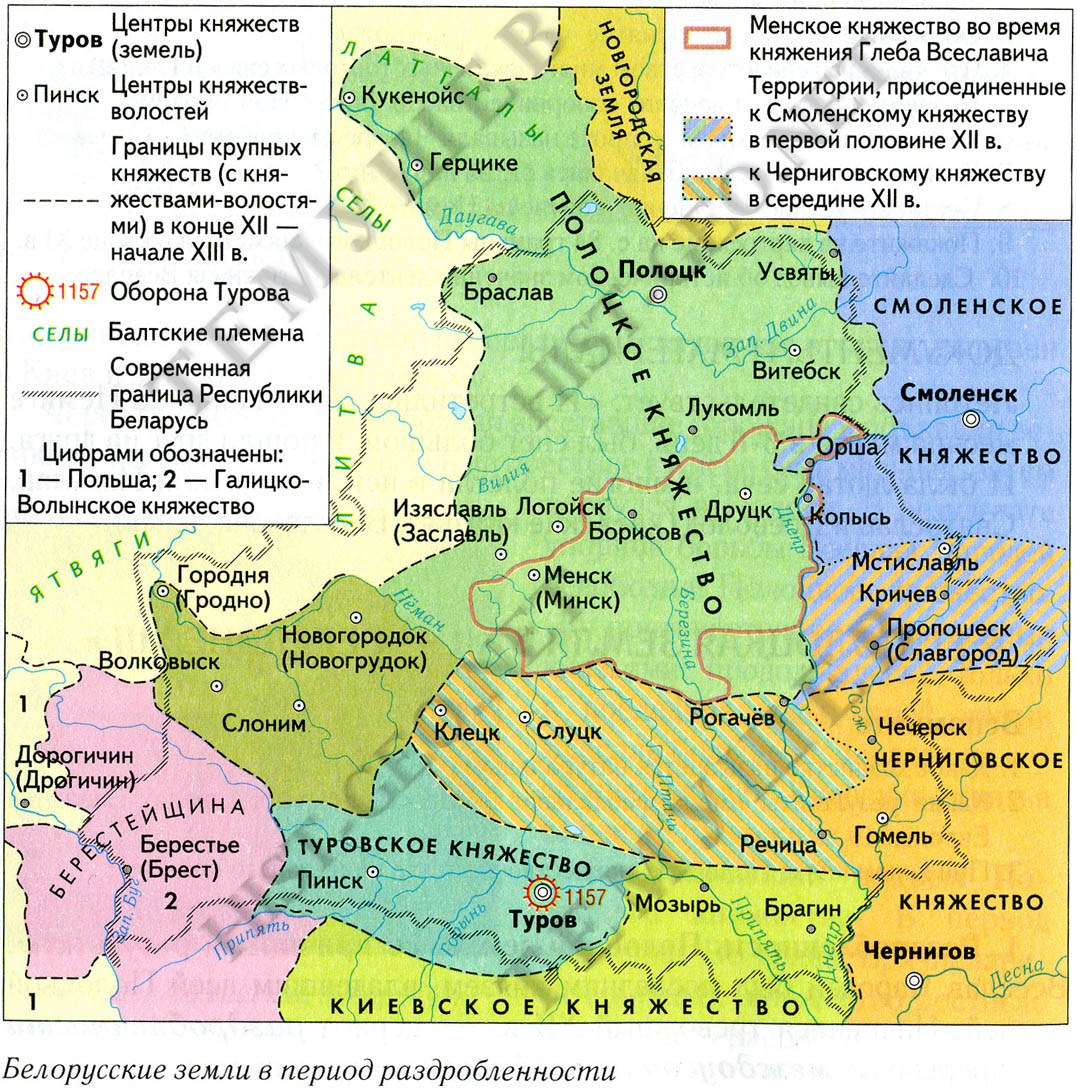 Туров Центры княжеств
(земель)
Пинск Центры княжеств-
волостей
Границы крупных
княжеств (с кня-
жествами-волостя-
ми) в конце XII —
начале XIII в.
1157 Оборона Турова
СЕЛЫ Балтские племена
Современная
граница Республики
Беларусь
Цифрами обозначены:
1 — Польша; 2 — Галицко-
Волынское княжество
Менское княжество во время
княжения Глеба Всеславича
Территории, присоединенные
к Смоленскому княжеству
в первой половине XII в.
к Черниговскому княжеству
в середине XII в.
ЛАТГАЛЫ
Кукенойс
Герцике
НОВГОРОДСКАЯ
ЗЕМЛЯ
СЕЛЫ
Даугава
ПОЛОЦКОЕ КНЯЖЕСТВО
Полоцк
Усвяты
Браслав
СМОЛЕНСКОЕ
КНЯЖЕСТВО
Зап. Двина
Витебск
Смоленск
ЛИТВА
Лукомль
Орша
Вилия
Изяславль
(Заславль)
Логойск
Борисов
Друцк
Днепр
Копысь
ЯТВЯГИ
Городня
(Гродно)
Менск
(Минск)
Мстиславль
Кричев
Нёман
Березина
Новогородок
(Новогрудок)
Пропошеск
(Славгород)
Волковыск
Слоним
Клецк
Слуцк
Рогачёв
Сож
Чечерск
1
Дорогичин
(Дрогичин)
ЧЕРНИГОВСКОЕ
КНЯЖЕСТВО
Птичь
БЕРЕСТЕЙЩИНА
Гомель
Речица
ТУРОВСКОЕ КНЯЖЕСТВО
Берестье
(Брест)
Пинск
1157
Туров
Мозырь
Брагин
2
Зап. Буг
Припять
Горынь
Припять
Днепр
Чернигов
Десна
1
КИЕВСКОЕ КНЯЖЕСТВО
Белорусские земли в период раздробленности